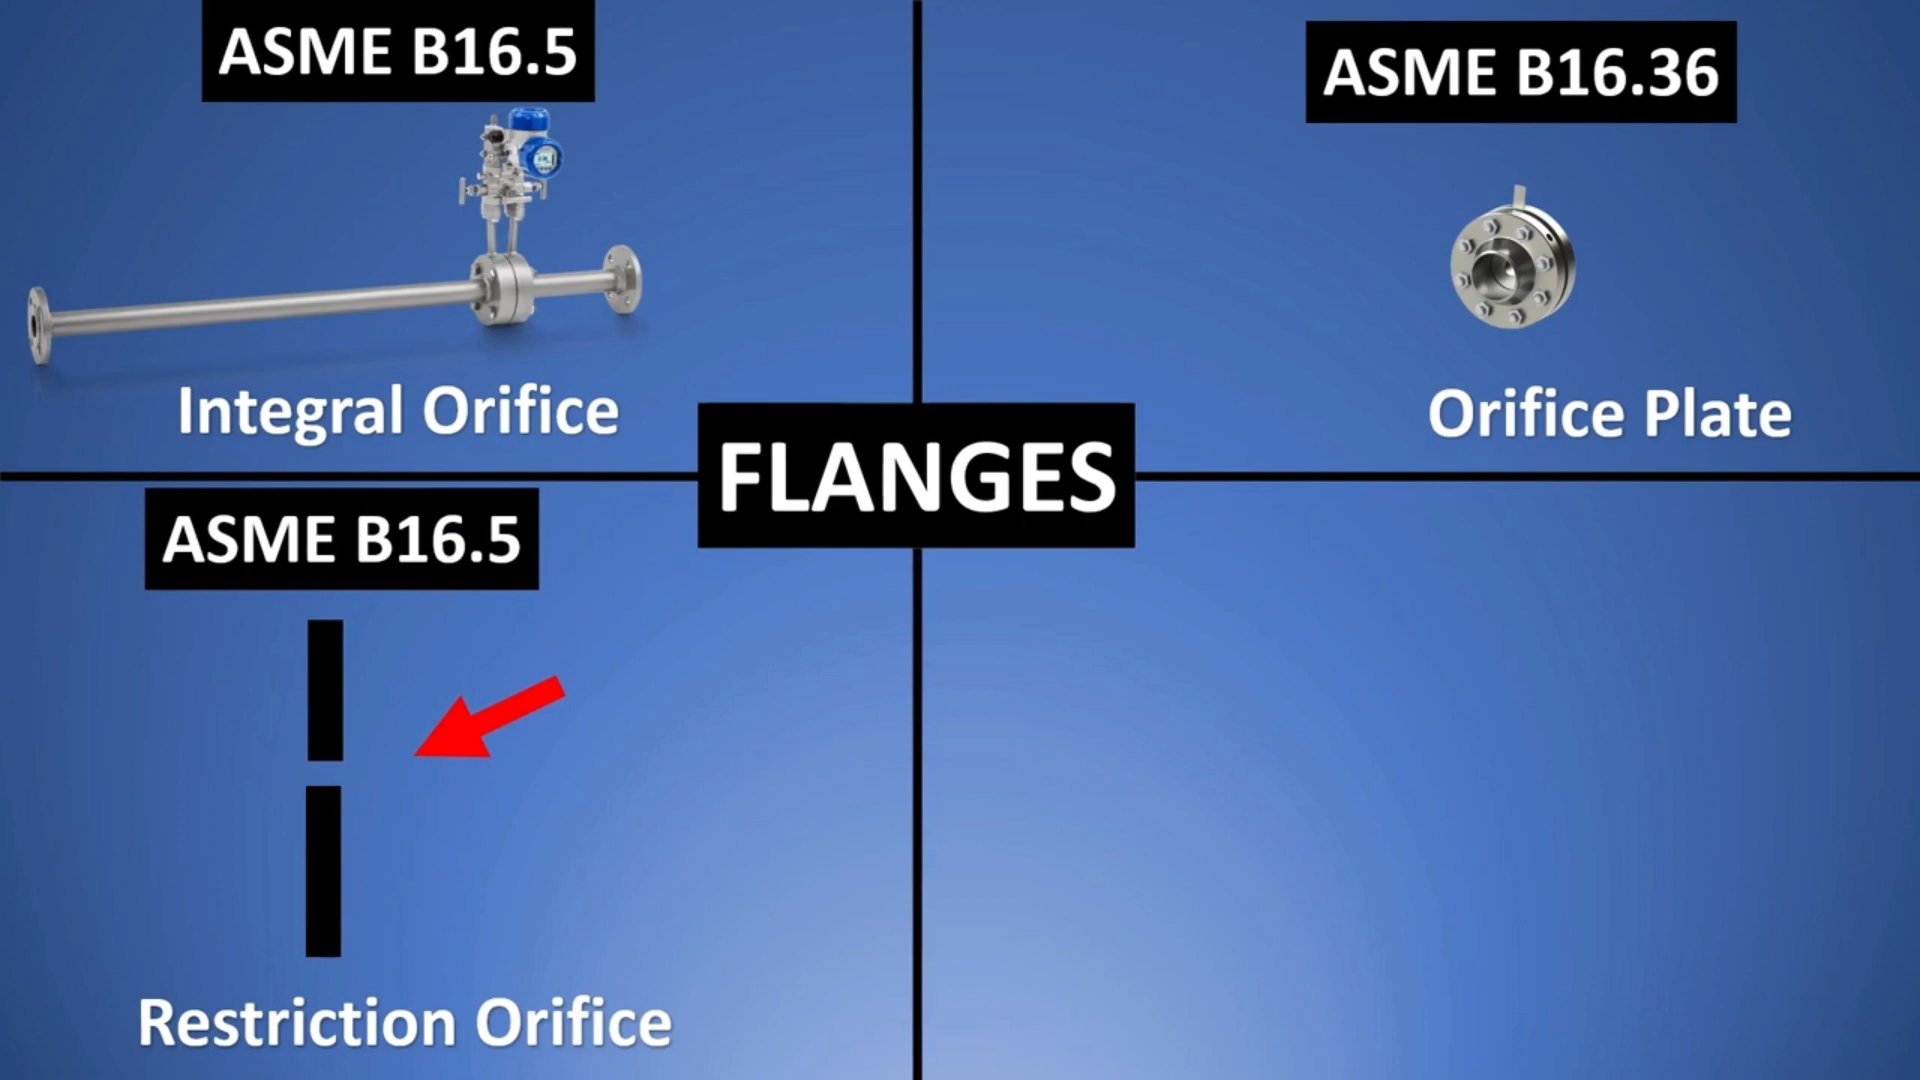 ASME B16.5
ASME B16.36
Integral Orifice
Orifice Plate
FLANGES
ASME B16.5
Restriction Orifice